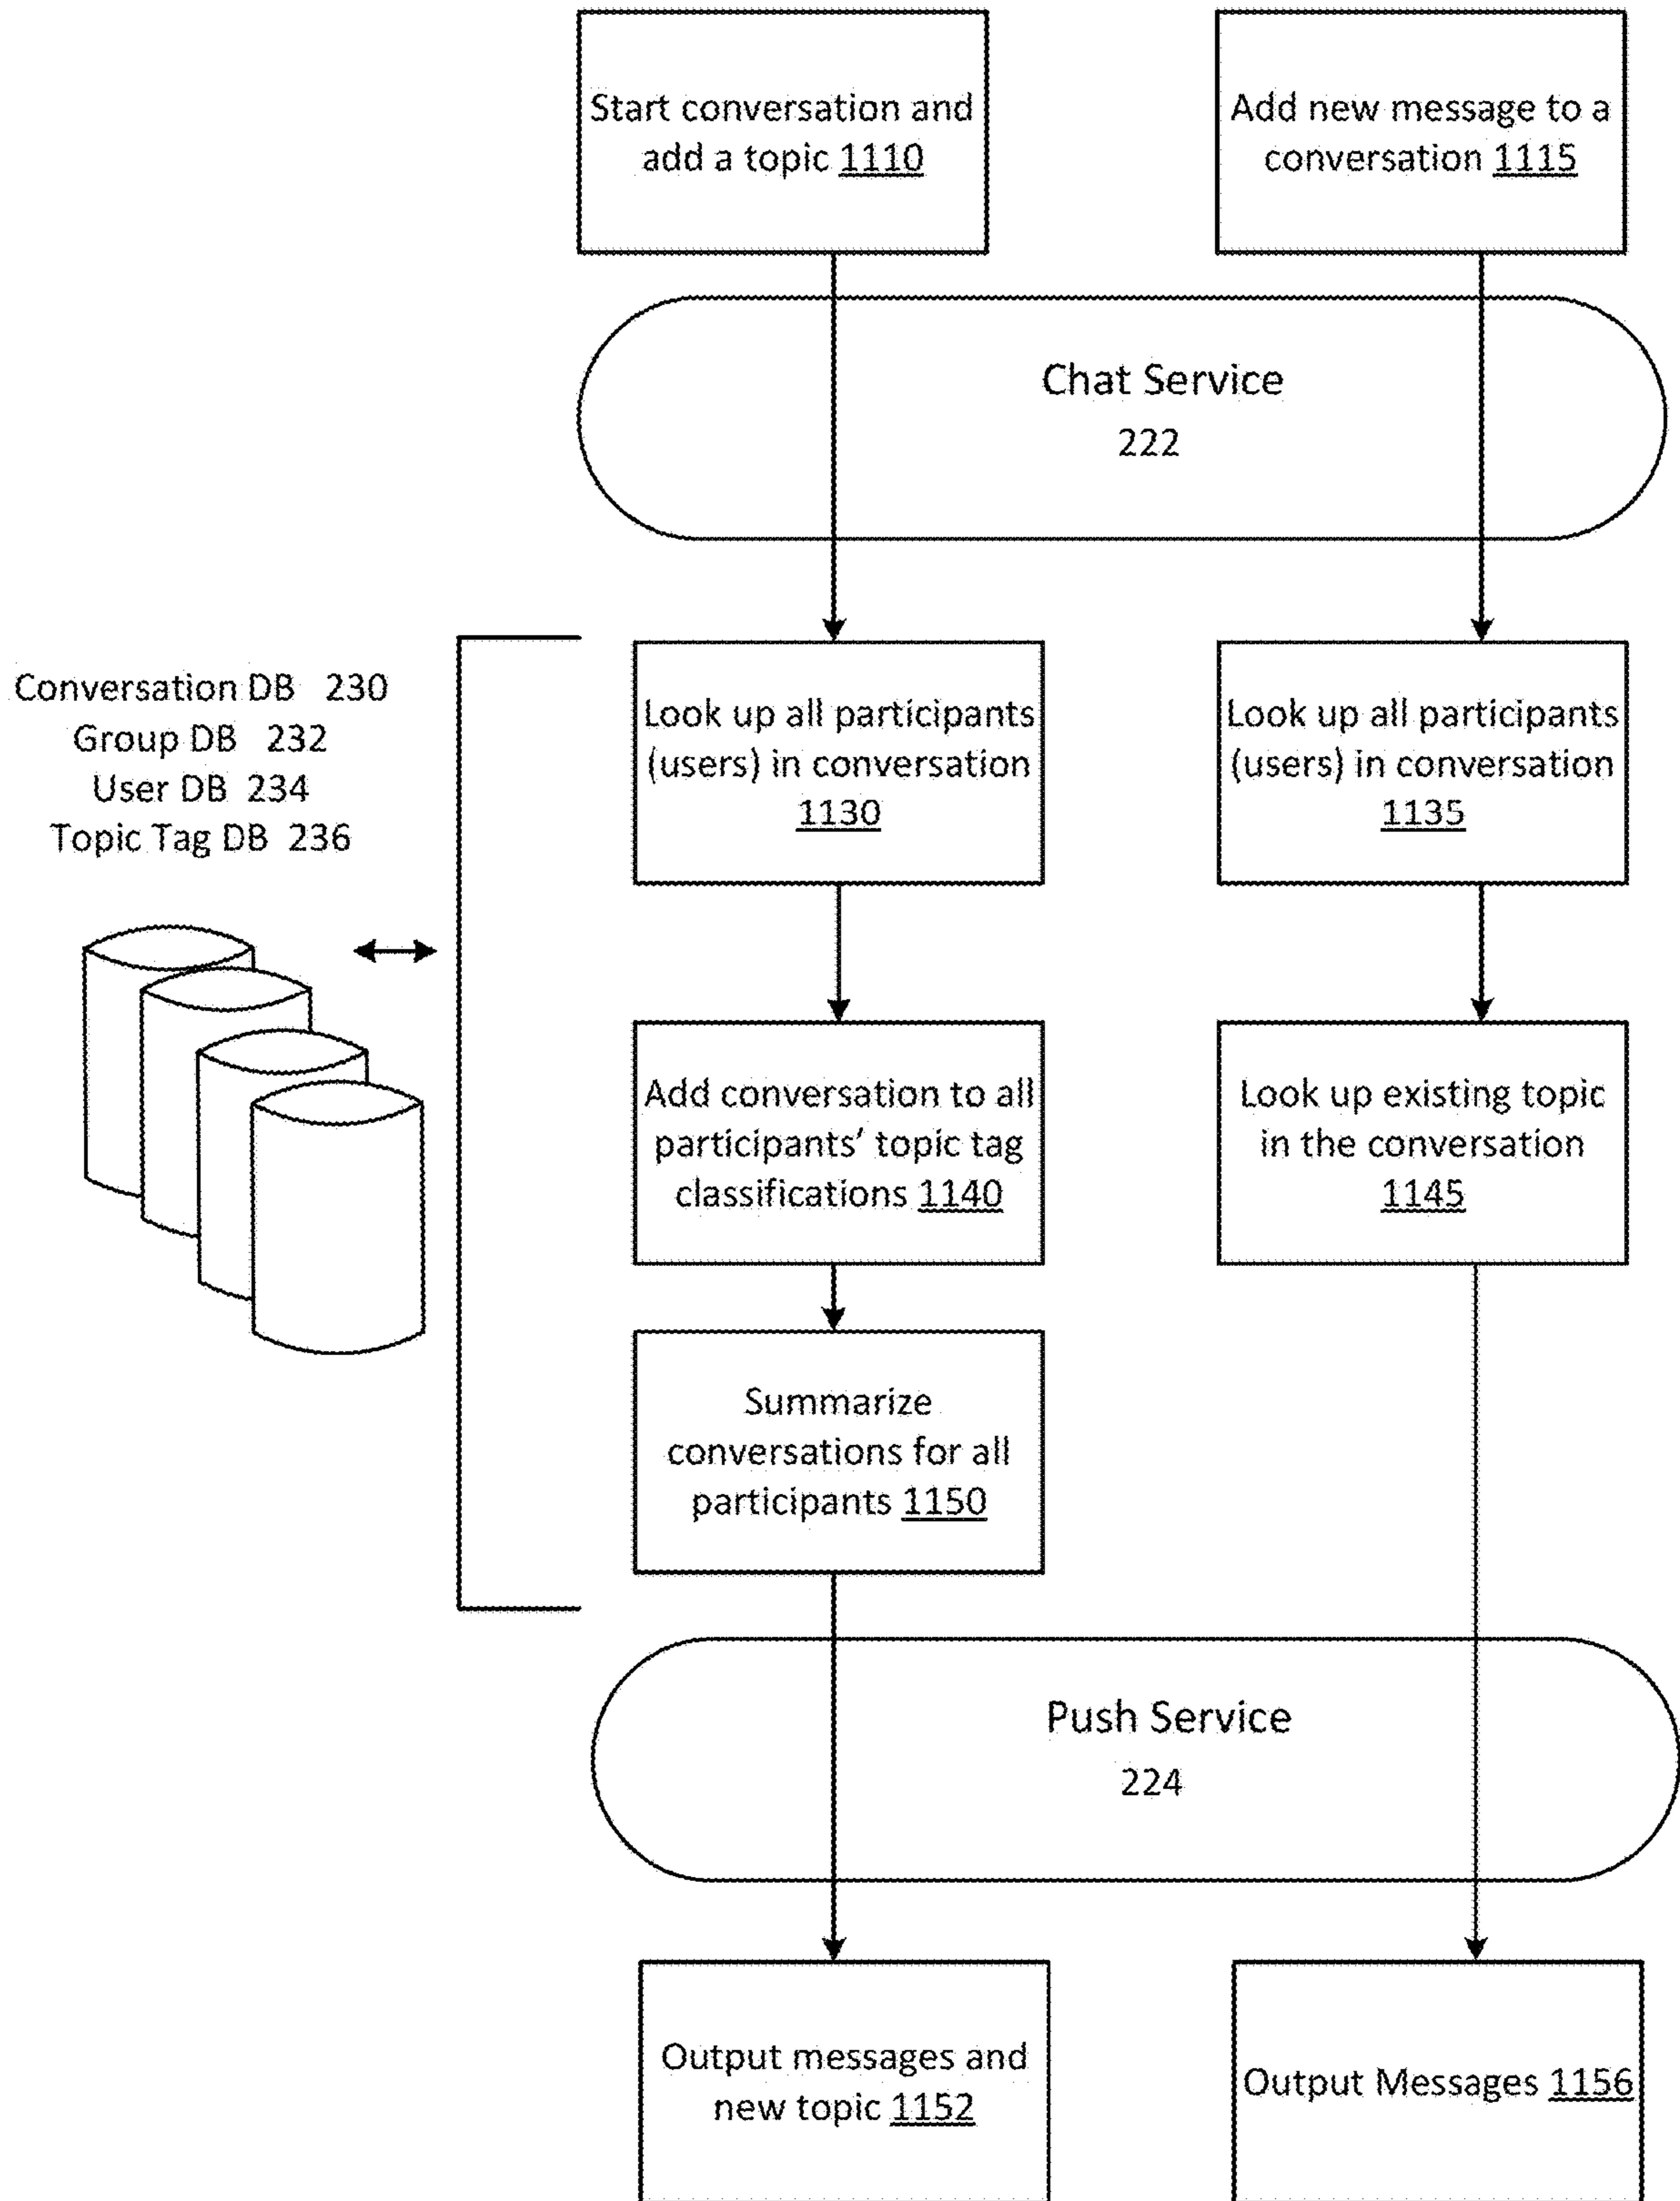 Start conversation and
add a topic 1110
Add new message to a
conversation 1115
Chat Service
222
Conversation DB 230
Group DB 232
User DB 234
Topic Tag DB 236
Look up all participants
(users) in conversation
1130
Look up all participants
(users) in conversation
1135
Add conversation to all
participants' topic tag
classifications 1140
Look up existing topic
in the conversation
1145
Summarize
conversations for all
participants 1150
Push Service
224
Output messages and
new topic 1152
Output Messages 1156